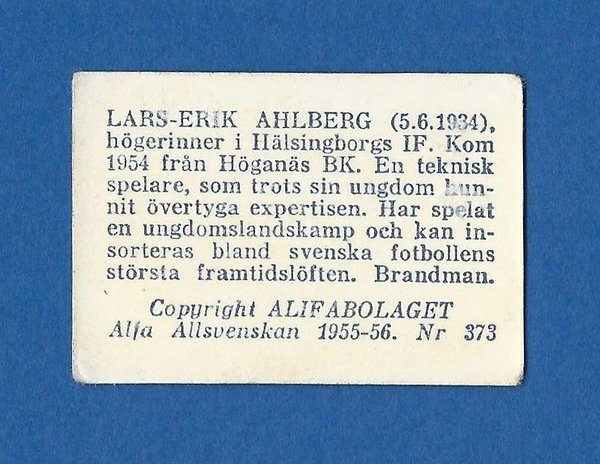 LARS-ERIK AHLBERG (5.6.1934),
högerinner i Hälsingborgs IF. Kom
1954 från Höganäs BK. En teknisk
spelare, som trots sin ungdom hun-
nit övertyga expertisen. Har spelat
en ungdomslandskamp och kan in-
sorteras bland svenska fotbollens
största framtidslöften. Brandman.
Copyright ALIFABOLAGET
Alfa Allsvenskan 1955-56. Nr 373